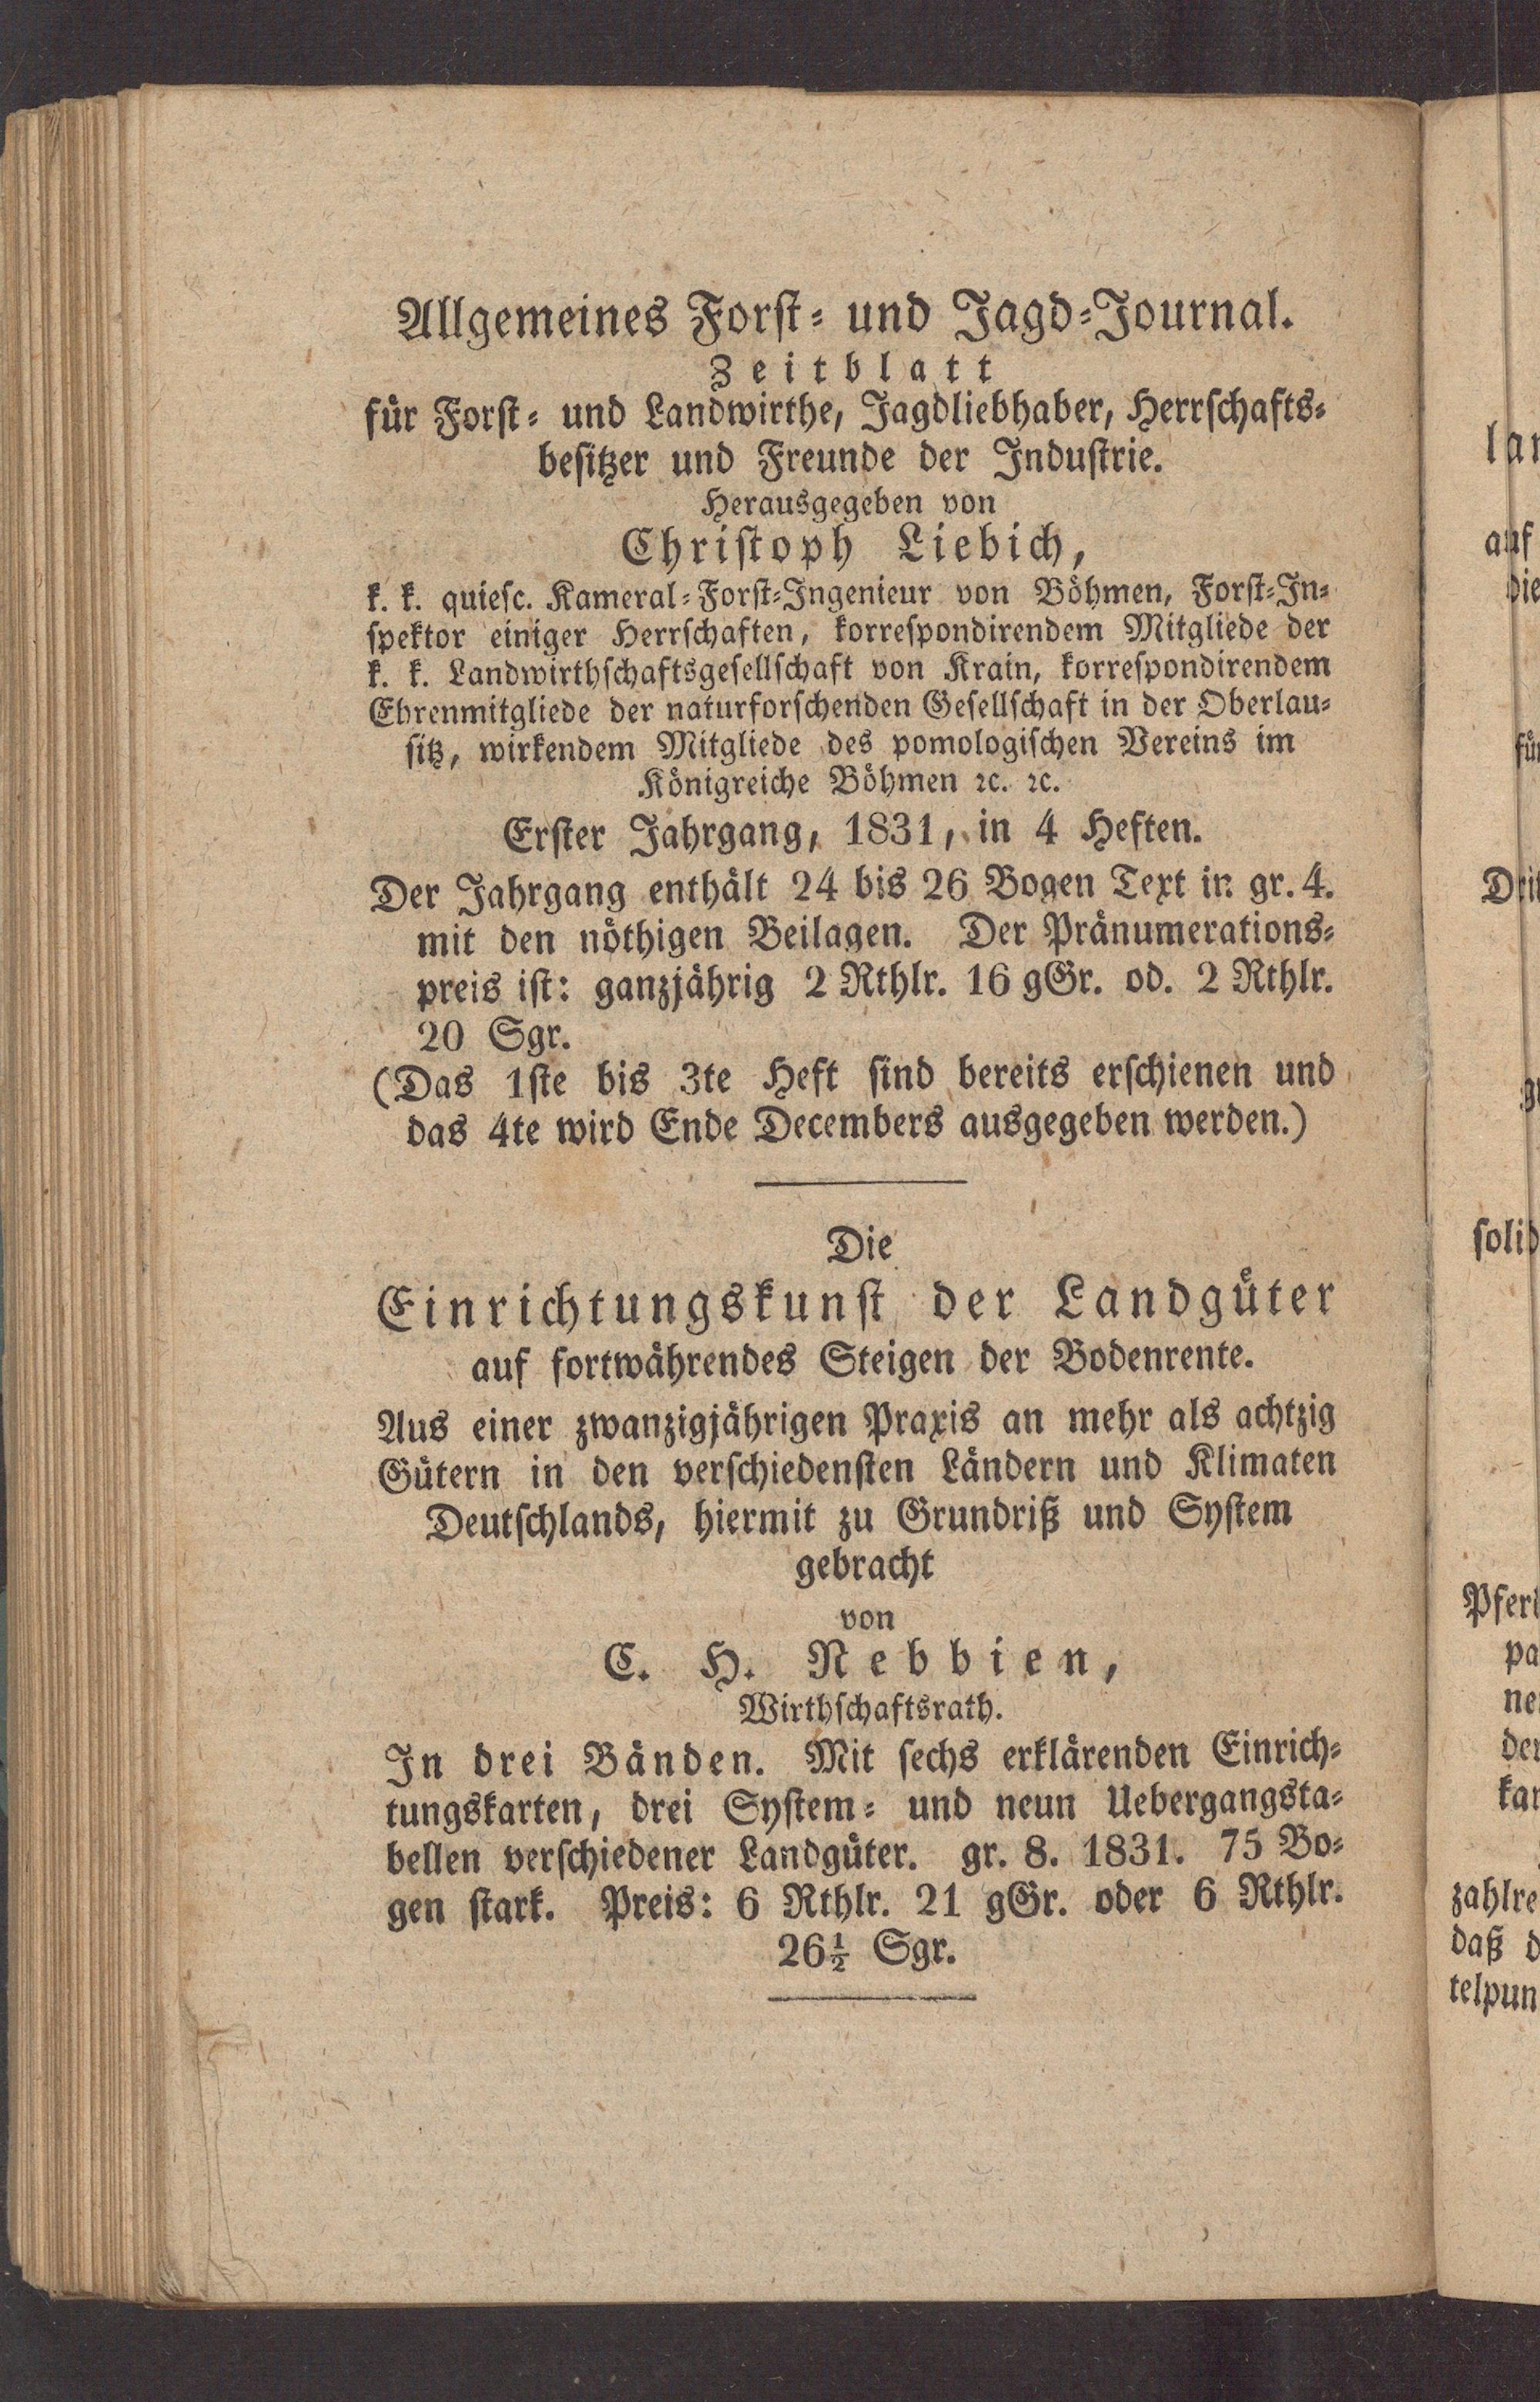 Allgemeines Forſt⸗ und Jagd⸗Journal.
Zeitblatt
für Forſt⸗ und Landwirthe, Jagdliebhaber, Herrſchafts⸗
beſitzer und Freunde der Induſtrie.
Herausgegeben von
Chriſtoph Liebich,
k. k. quieſc. Kameral⸗Forſt⸗Ingenieur von Böhmen, Forſt⸗In⸗
ſpektor einiger Herrſchaften, korreſpondirendem Mitgliede der
k. k. Landwirthſchaftsgeſellſchaft von Krain, korreſpondirendem
Ehrenmitgliede der naturforſchenden Geſellſchaft in der Oberlau⸗
ſitz, wirkendem Mitgliede des pomologiſchen Vereins im
Königreiche Böhmen ꝛc. ꝛc.
Erſter Jahrgang, 1831, in 4 Heften.
Der Jahrgang enthält 24 bis 26 Bogen Text in gr. 4.
mit den nöthigen Beilagen. Der Pränumerations⸗
preis iſt: ganzjährig 2 Rthlr. 16 gGr. od. 2 Rthlr.
20 Sgr.
(Das 1ſte bis 3te Heft ſind bereits erſchienen und
das 4te wird Ende Decembers ausgegeben werden.)
Die
Einrichtungskunſt der Landgüter
auf fortwährendes Steigen der Bodenrente.
Aus einer zwanzigjährigen Praxis an mehr als achtzig
Gütern in den verſchiedenſten Ländern und Klimaten
Deutſchlands, hiermit zu Grundriß und Syſtem
gebracht
von
C. H. Nebbien,
Wirthſchaftsrath.
In drei Bänden. Mit ſechs erklärenden Einrich⸗
tungskarten, drei Syſtem⸗ und neun Uebergangsta⸗
bellen verſchiedener Landgüter. gr. 8. 1831. 75 Bo⸗
gen ſtark. Preis: 6 Rthlr. 21 gGr. oder 6 Rthlr.
26½ Sgr.